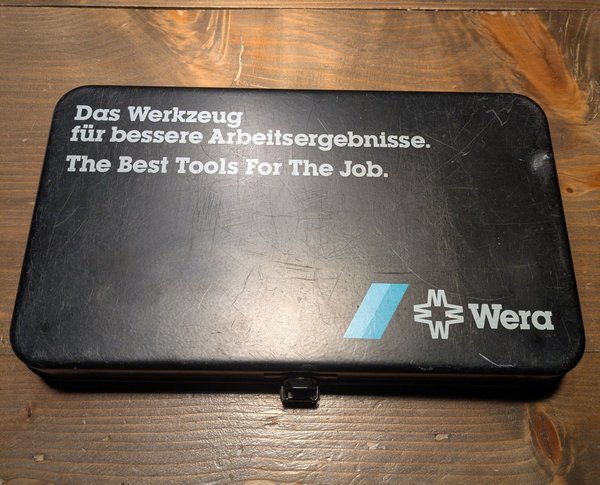 Das Werkzeug
für bessere Arbeitsergebnisse.
The Best Tools For The Job.
Wera